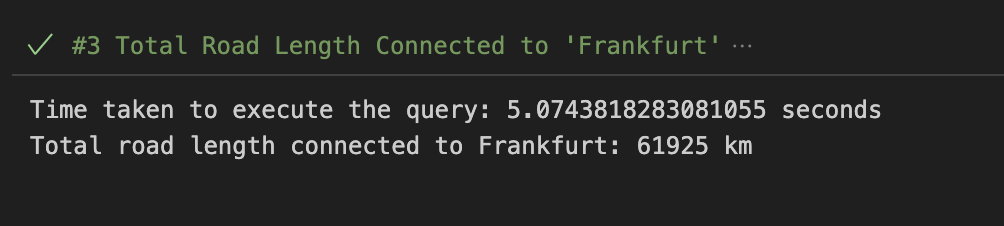 #3 Total Road Length Connected to 'Frankfurt' ...
Time taken to execute the query: 5.0743818283081055 seconds
Total road length connected to Frankfurt: 61925 km